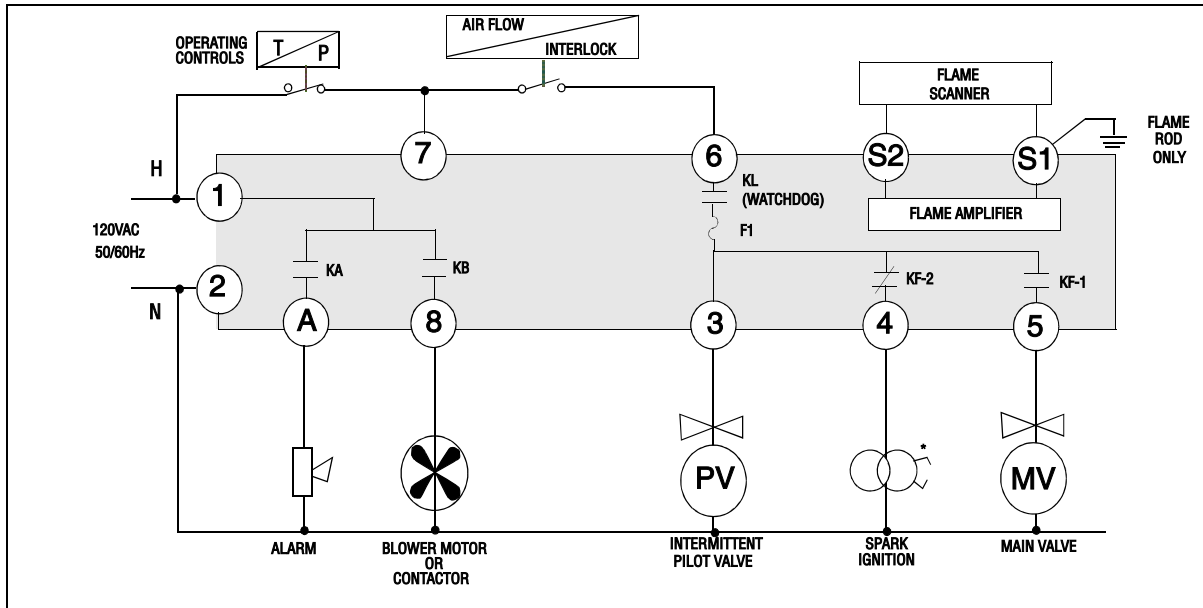 OPERATING
CONTROLS
T
P
AIR FLOW
INTERLOCK
FLAME
SCANNER
FLAME
ROD
ONLY
7
6
S2
S1
H
1
KL
(WATCHDOG)
FLAME AMPLIFIER
120VAC
50/60Hz
F1
KA
KB
KF-2
KF-1
2
N
A
8
3
4
5
*
PV
MV
ALARM
BLOWER MOTOR
OR
CONTACTOR
INTERMITTENT
PILOT VALVE
SPARK
IGNITION
MAIN VALVE